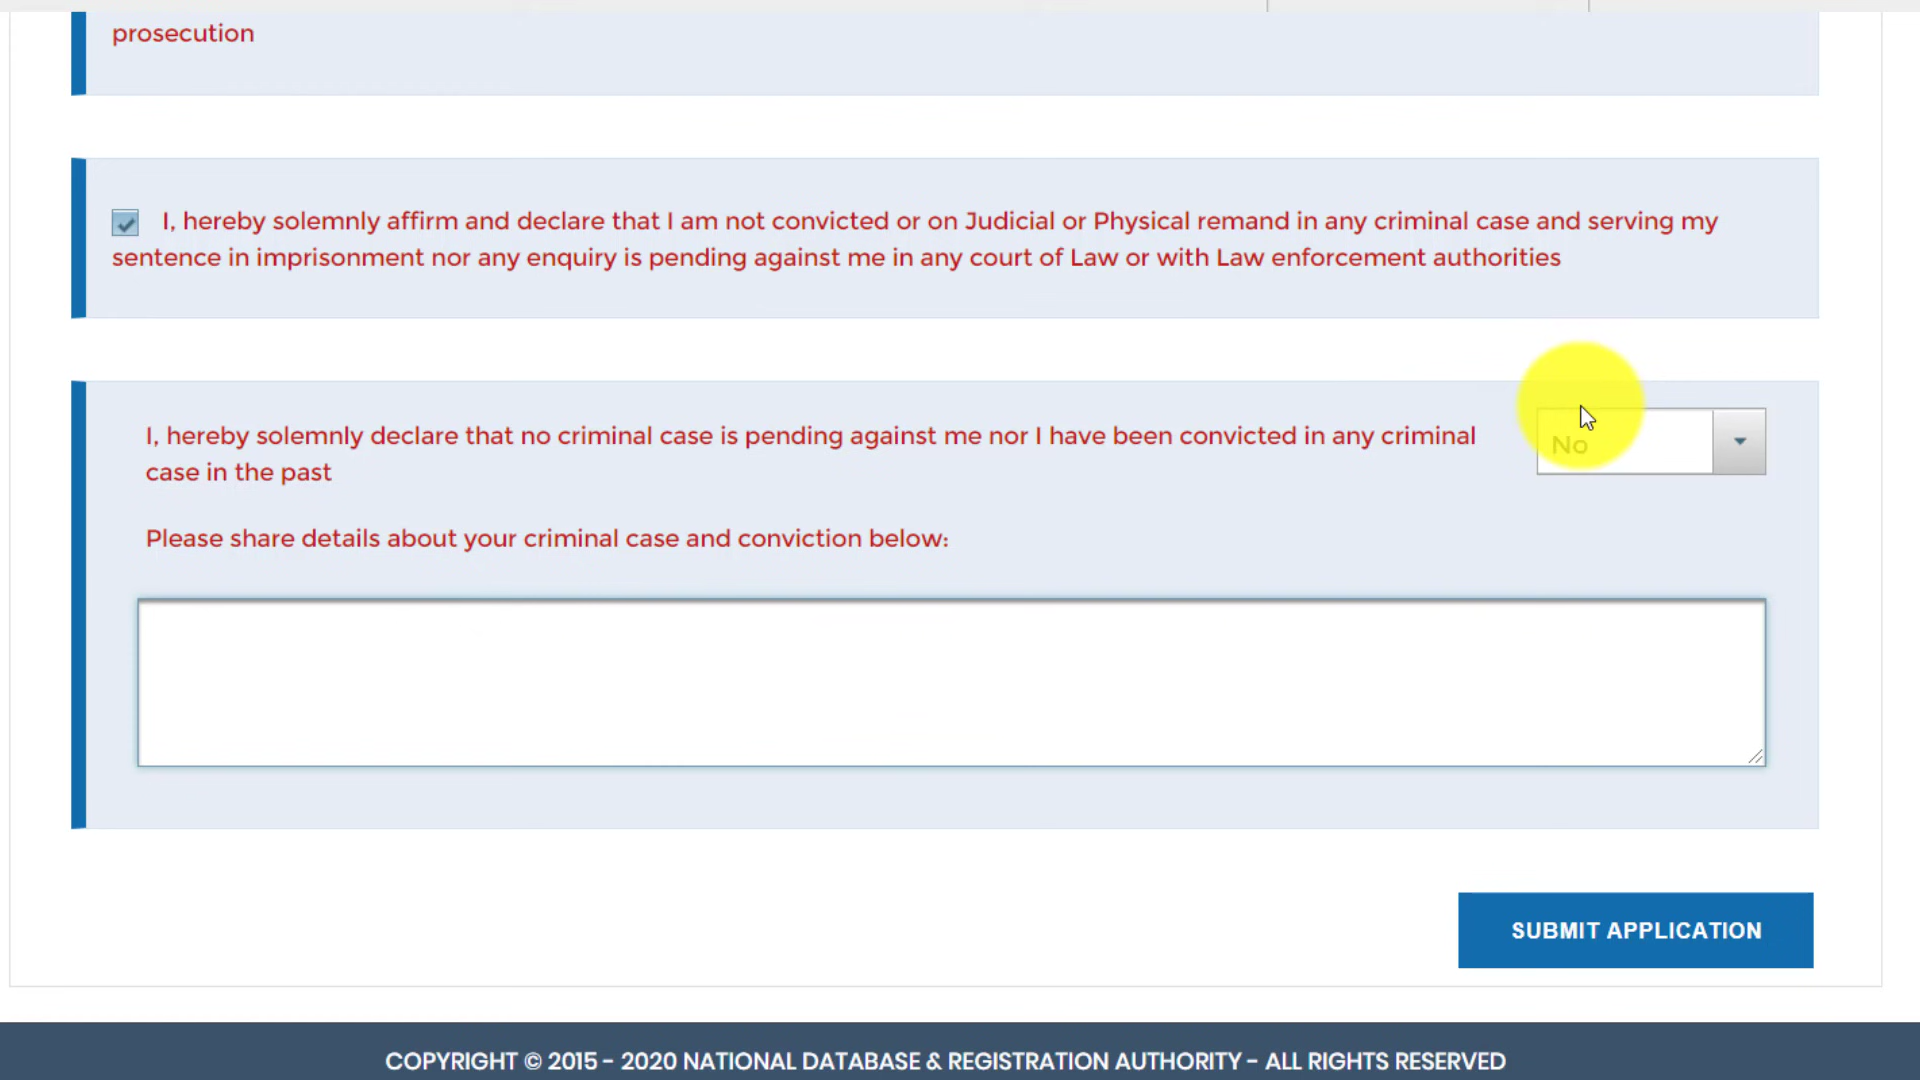 prosecution
I, hereby solemnly affirm and declare that I am not convicted or on Judicial or Physical remand in any criminal case and serving my
sentence in imprisonment nor any enquiry is pending against me in any court of Law or with Law enforcement authorities
I, hereby solemnly declare that no criminal case is pending against me nor I have been convicted in any criminal
case in the past
No
Please share details about your criminal case and conviction below:
SUBMIT APPLICATION
COPYRIGHT © 2015 - 2020 NATIONAL DATABASE & REGISTRATION AUTHORITY - ALL RIGHTS RESERVED